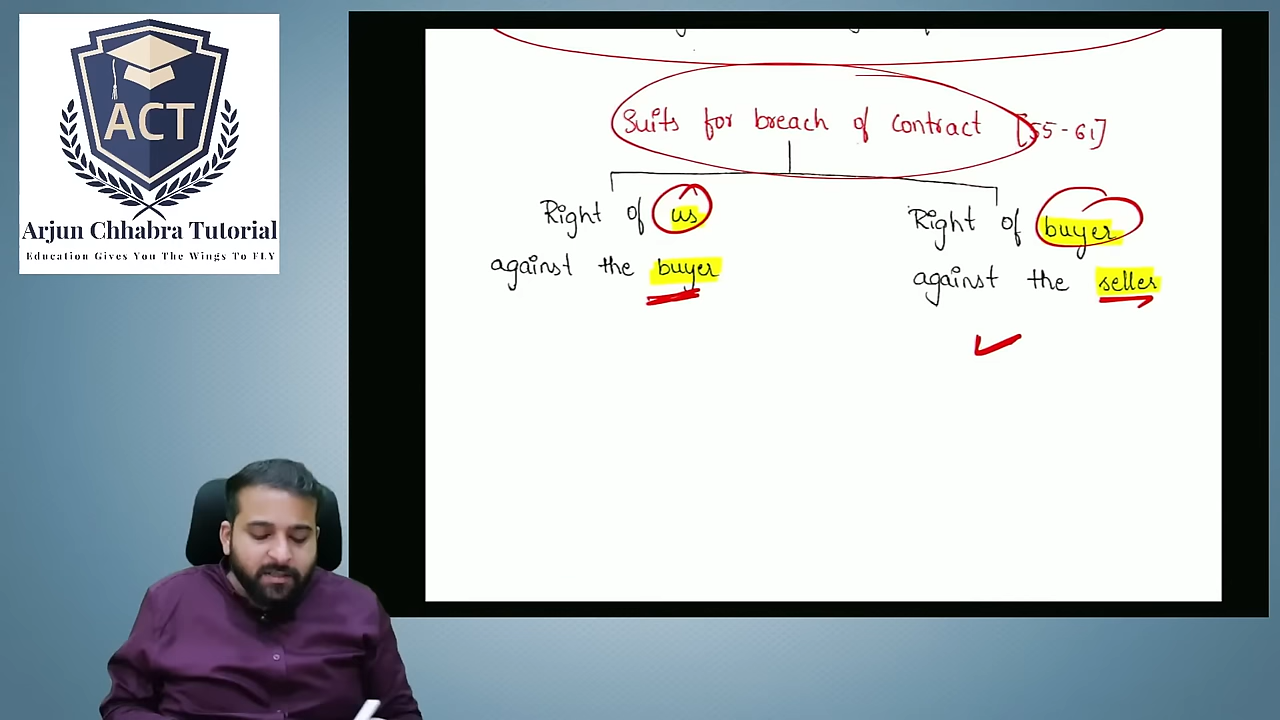 ACT
Arjun Chhabra Tutorial
Education Gives You The Wings To FLY
Suits for breach of contract [55-61]
Right of us
against the buyer
Right of buyer
against the seller